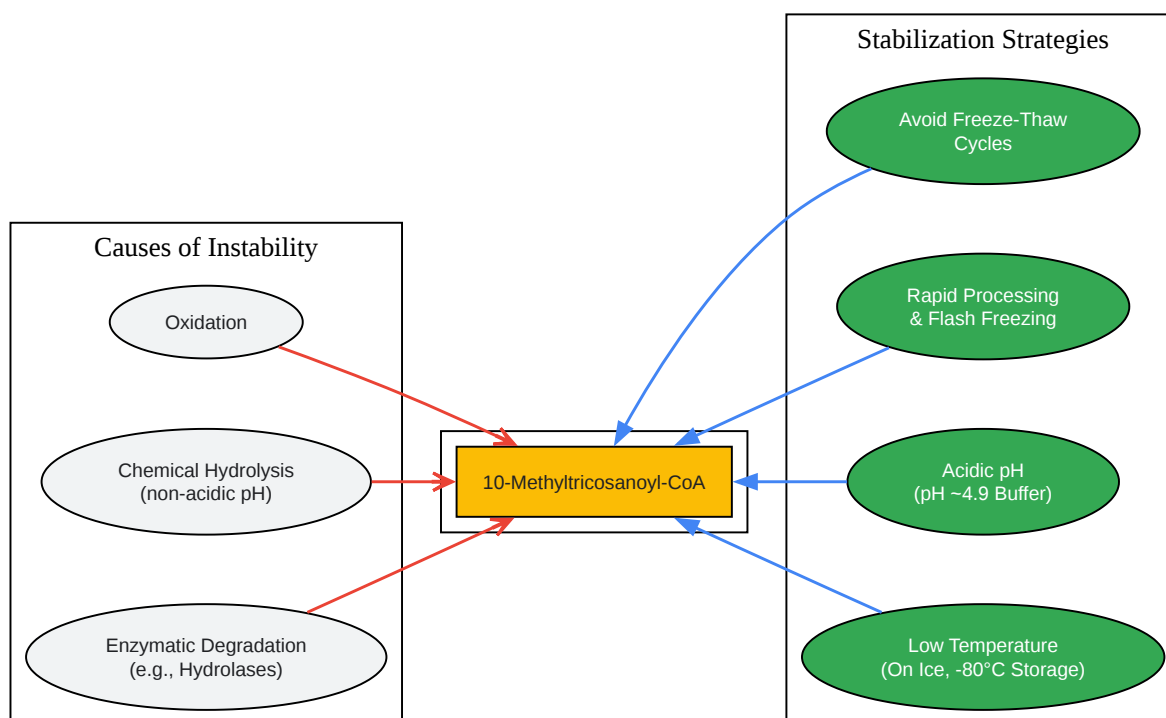 Causes of Instability
Oxidation
Chemical Hydrolysis
(non-acidic pH)
Enzymatic Degradation
(e.g., Hydrolases)
10-Methyltricosanoyl-CoA
Stabilization Strategies
Avoid Freeze-Thaw
Cycles
Rapid Processing
& Flash Freezing
Acidic pH
(pH ~4.9 Buffer)
Low Temperature
(On Ice, -80°C Storage)